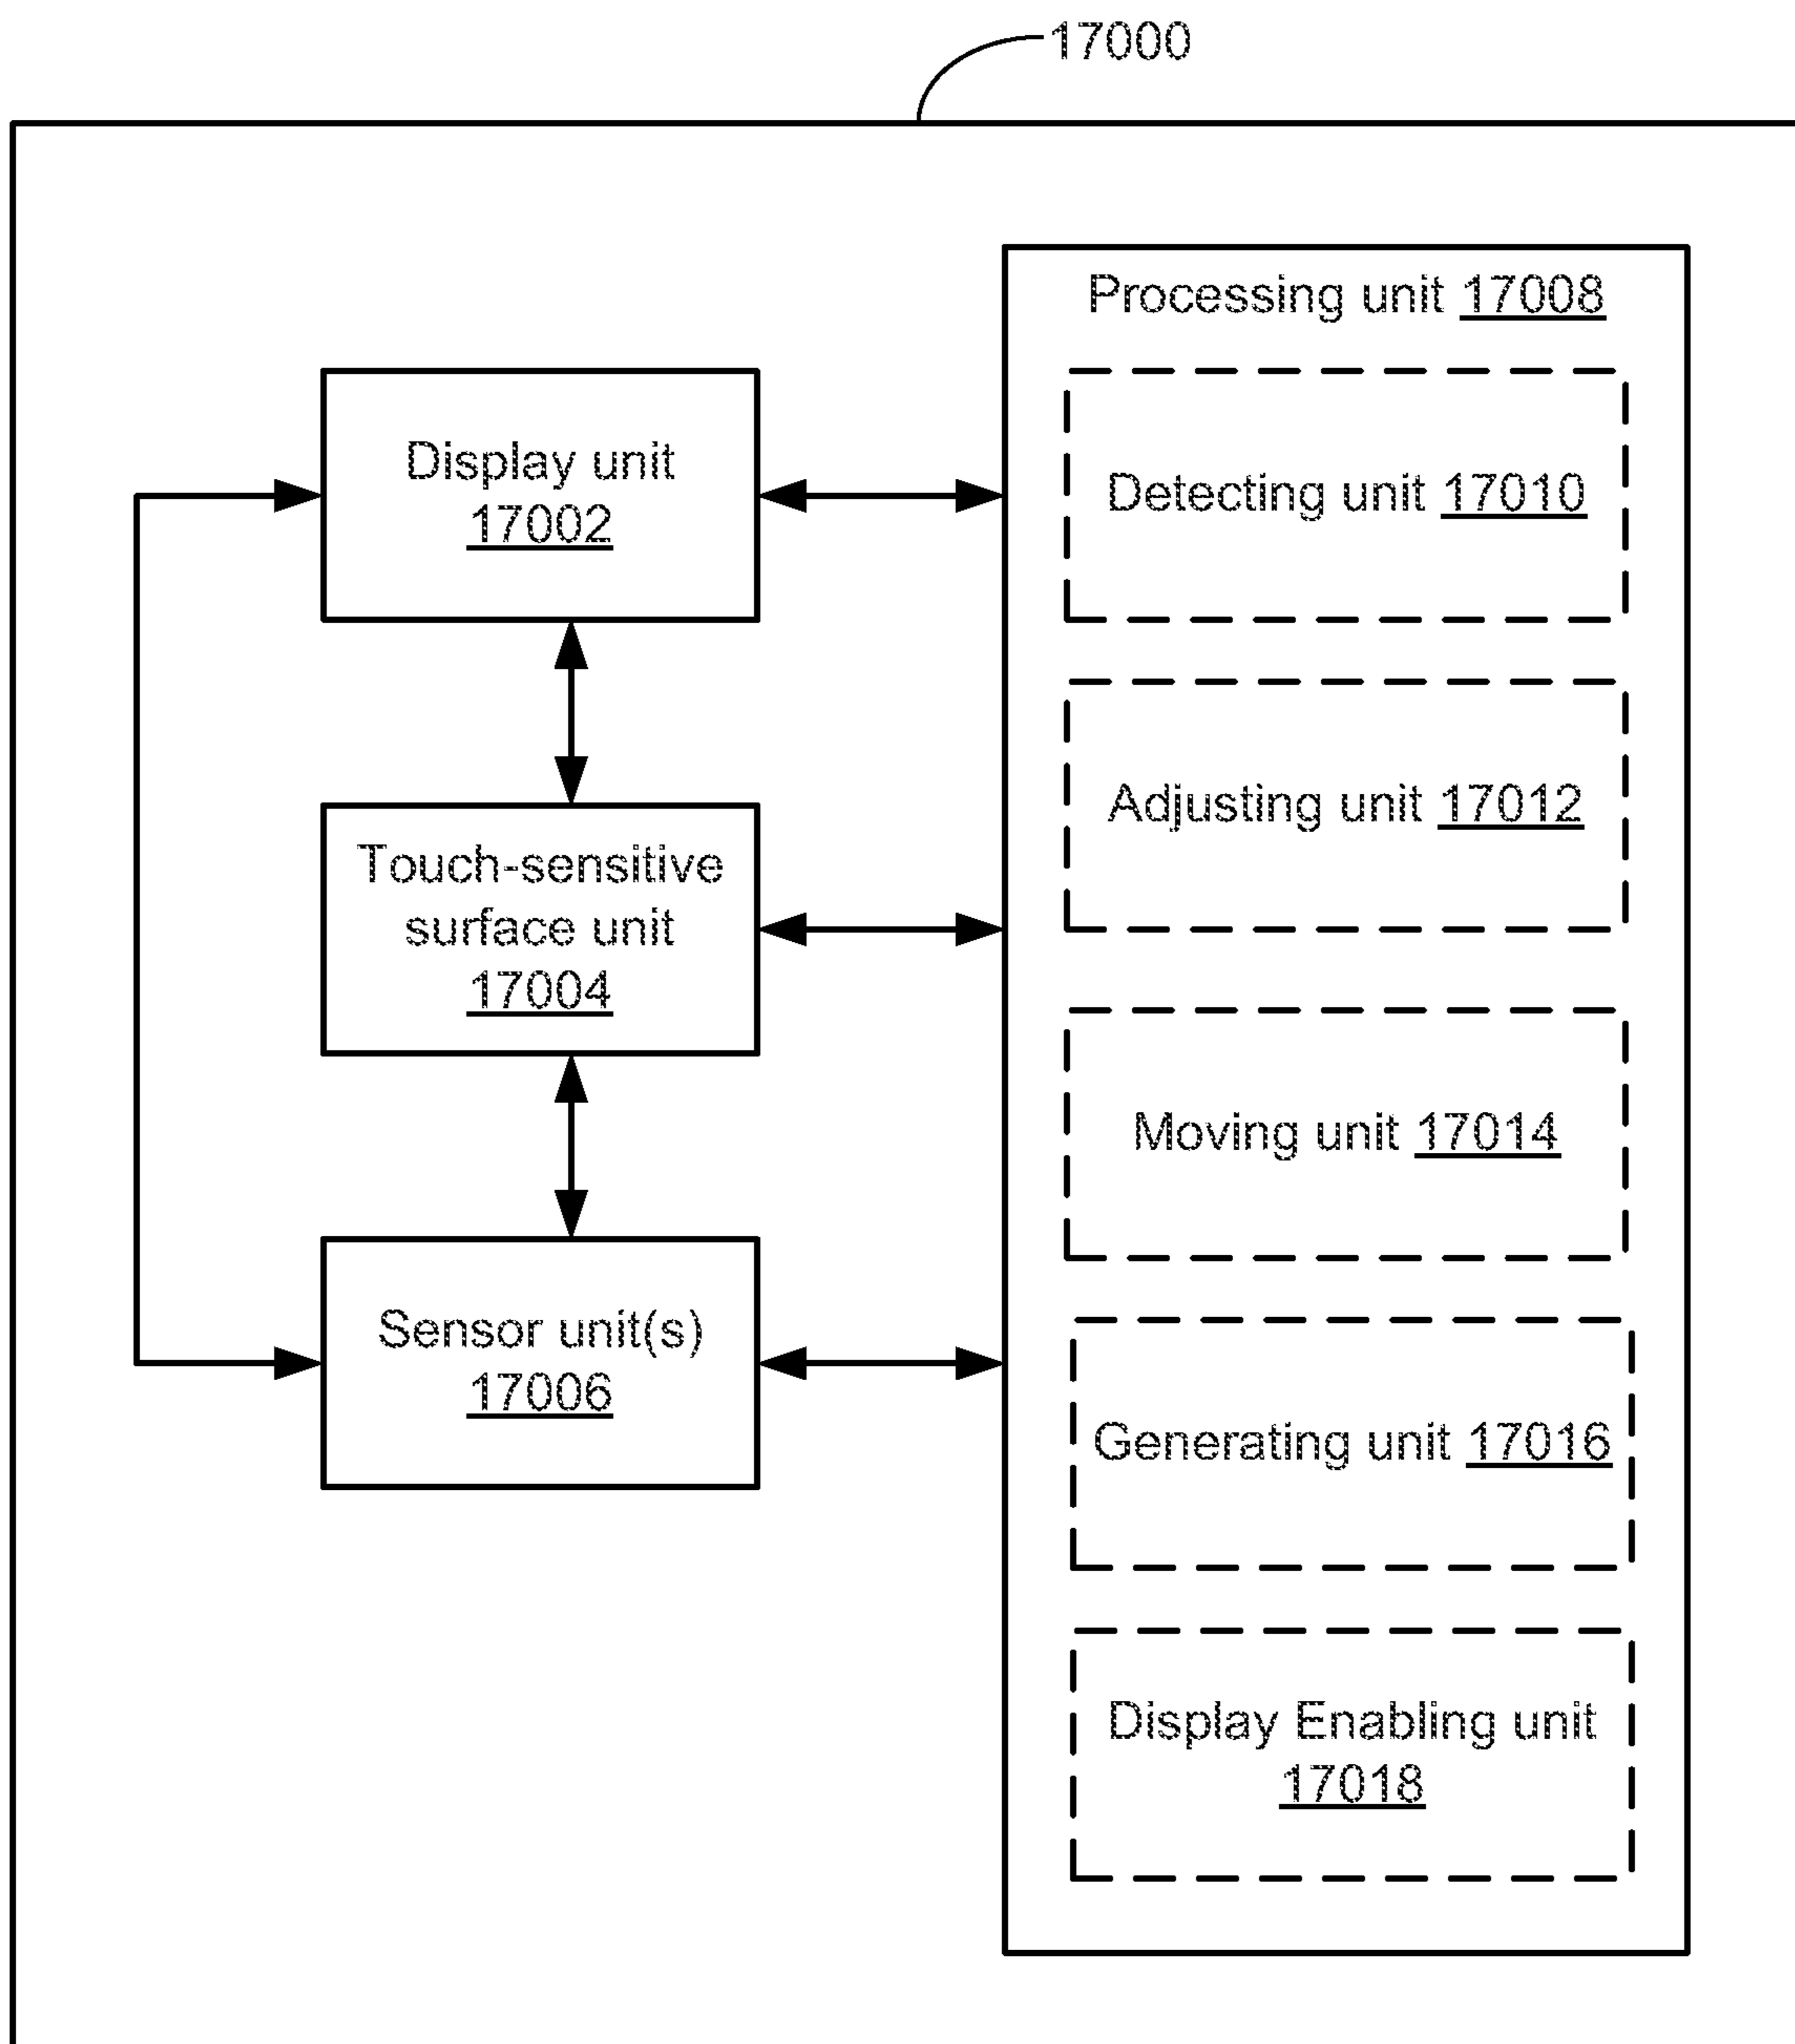 17000
Processing unit 17008
Display unit
17002
Detecting unit 17010
Adjusting unit 17012
Touch-sensitive
surface unit
17004
Moving unit 17014
Sensor unit(s)
17006
Generating unit 17016
Display Enabling unit
17018